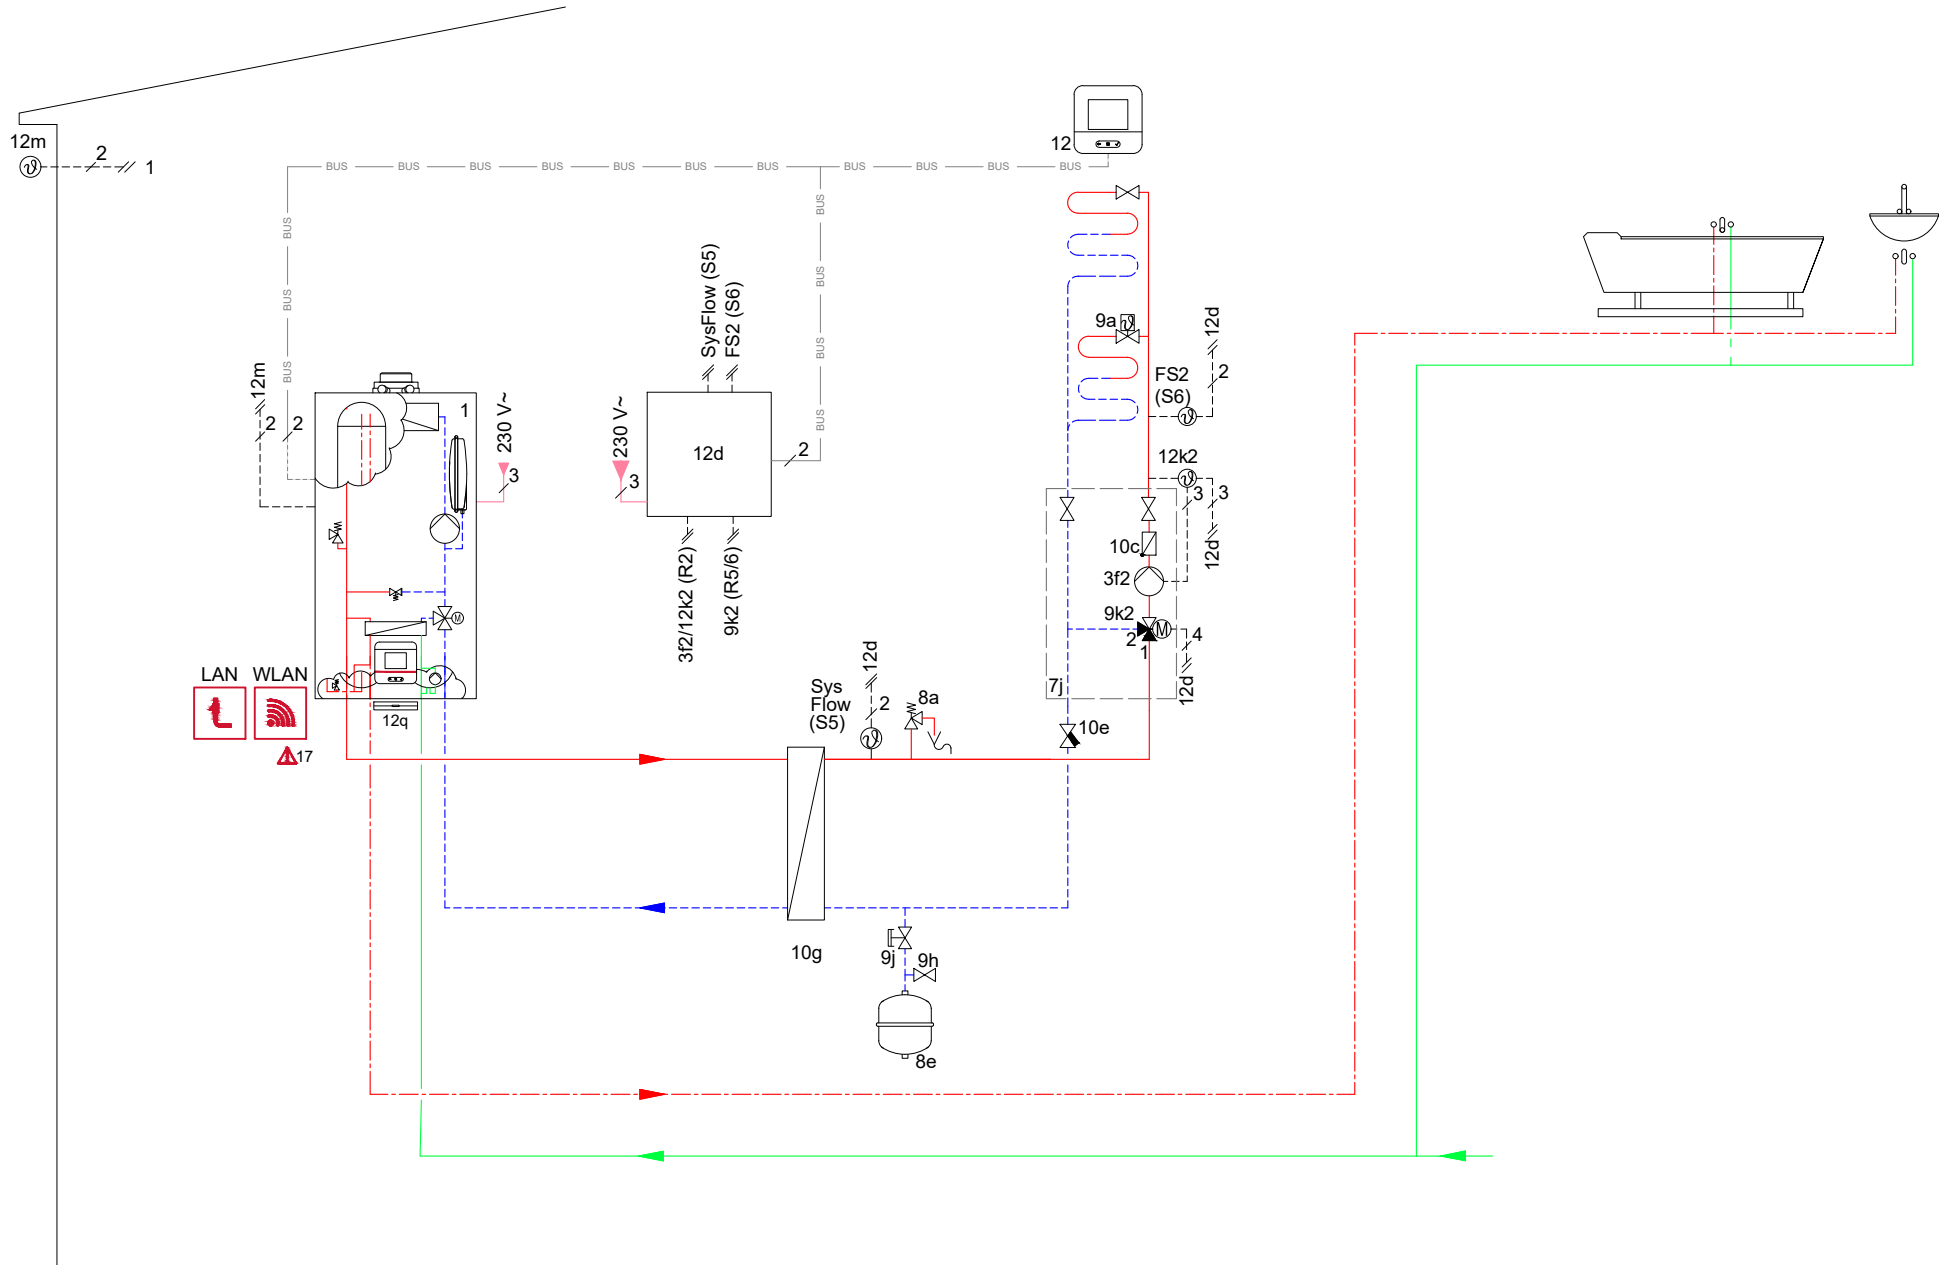 12m
2
1
12
BUS BUS BUS BUS BUS BUS BUS BUS BUS BUS BUS
BUS
BUS
BUS
BUS
BUS
BUS
BUS
12m
2
2
1
230 V~
3
SysFlow (S5)
FS2 (S6)
230 V~
3
12d
2
3f2/12k2 (R2)
9k2 (R5/6)
9a
12d
FS2
(S6)
2
12k2
3
3
12d
10c
3f2
9k2
M
2
1
4
12d
7j
M
LAN WLAN
12q
17
Sys
Flow
(S5)
12d
2
8a
10e
10g
9j
9h
8e